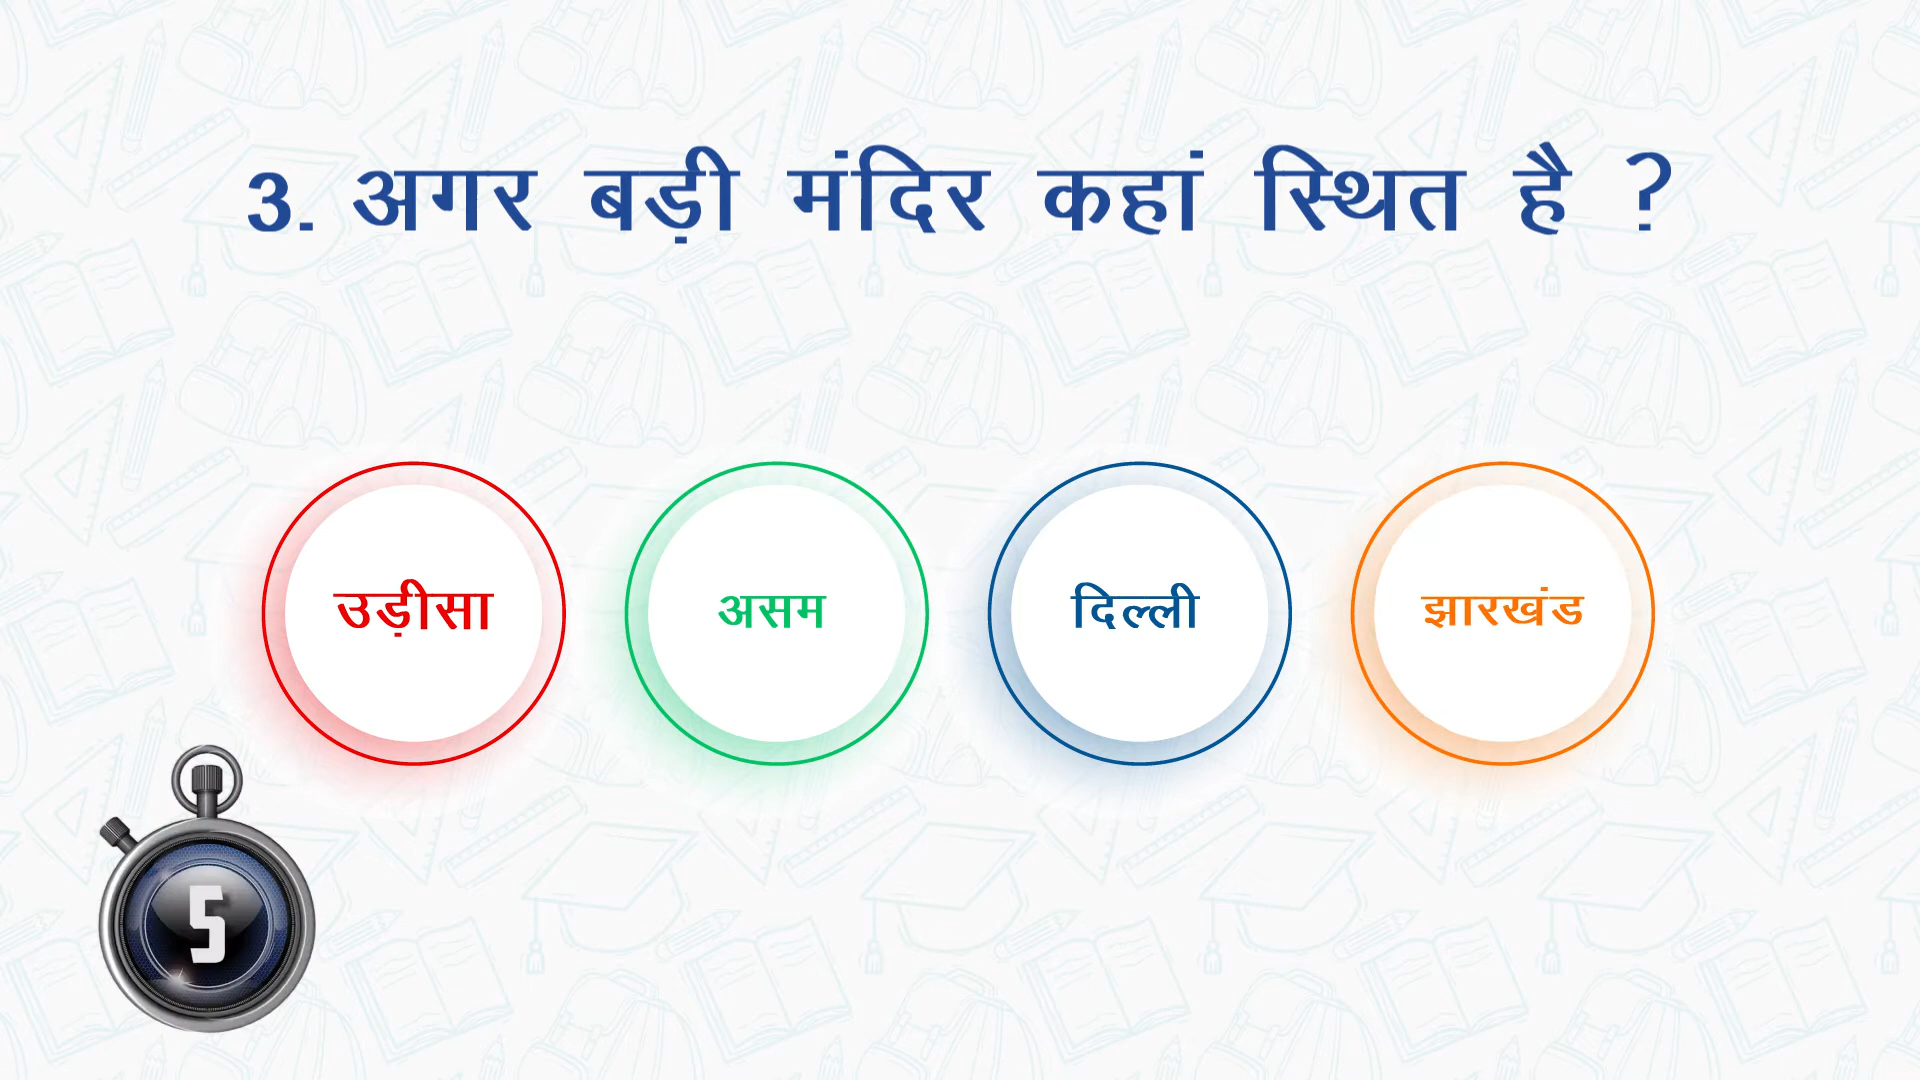 3. अगर बड़ी मंदिर कहां स्थित है ?
उड़ीसा
असम
दिल्ली
झारखंड
5